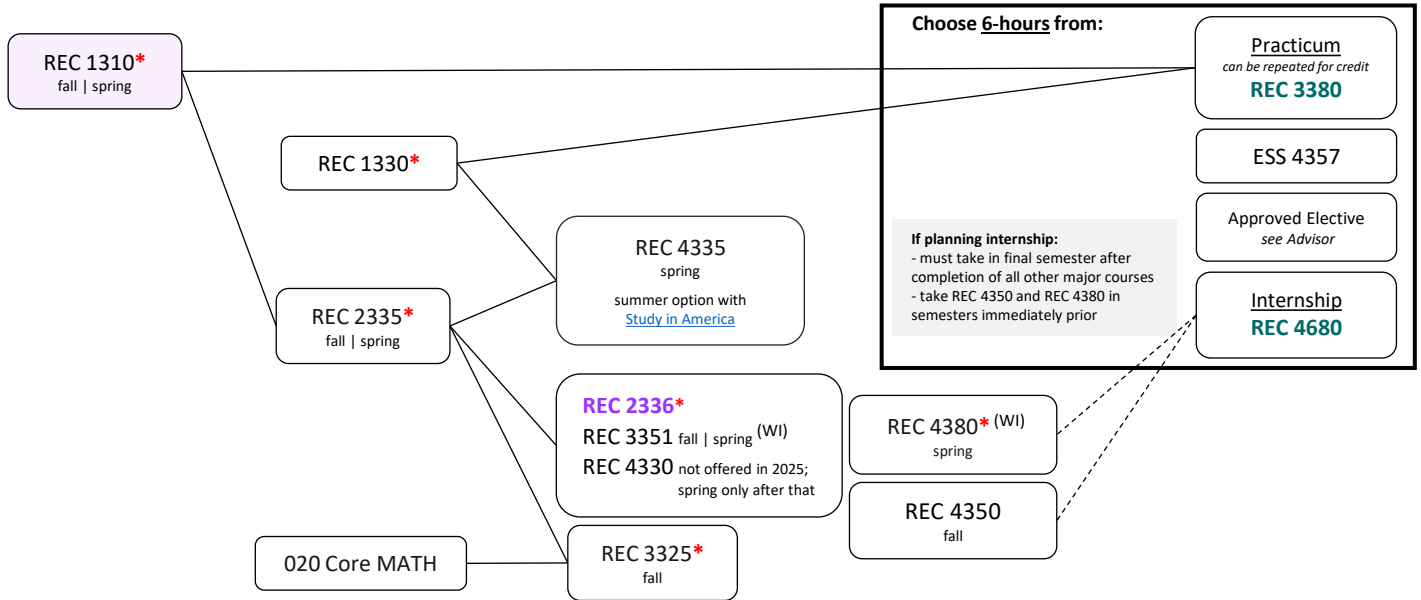 REC 1310*
fall | spring
REC 1330*
REC 2335*
fall | spring
020 Core MATH
REC 4335
spring
summer option with
Study in America
REC 2336*
REC 3351 fall | spring (WI)
REC 4330 not offered in 2025;
spring only after that
REC 3325*
fall
REC 4380* (WI)
spring
REC 4350
fall
Choose 6-hours from:
If planning internship:
- must take in final semester after
completion of all other major courses
- take REC 4350 and REC 4380 in
semesters immediately prior
Practicum
can be repeated for credit
REC 3380
ESS 4357
Approved Elective
see Advisor
Internship
REC 4680